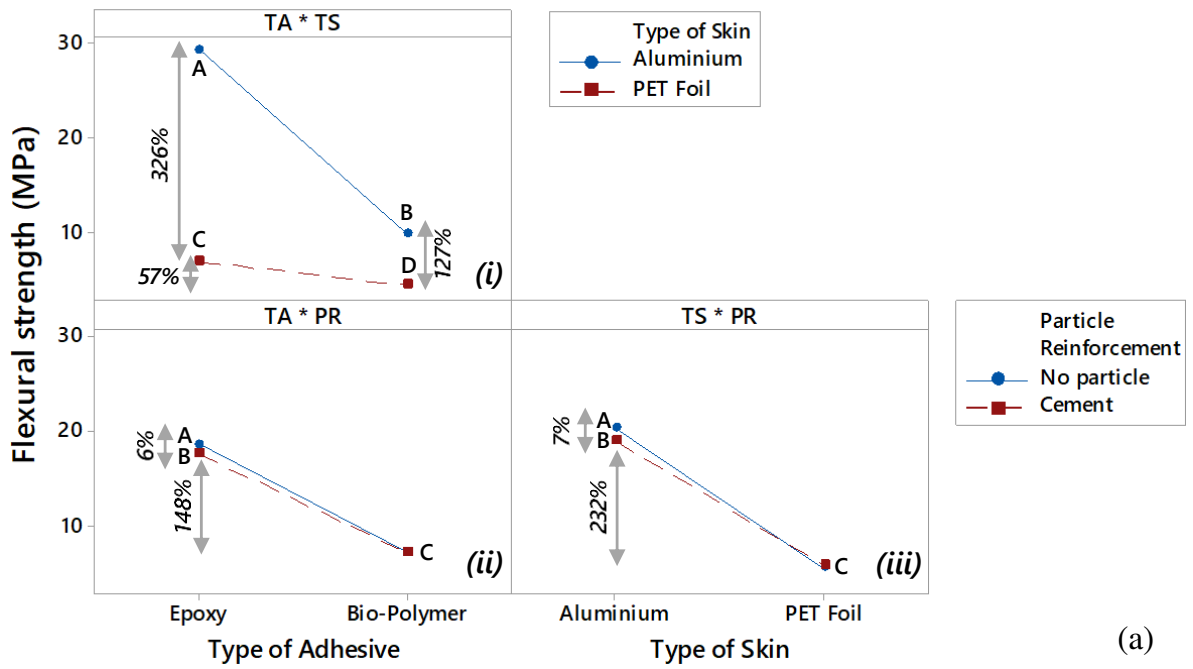 TA * TS
Type of Skin
Aluminium
PET Foil
Flexural strength (MPa)
30
20
10
A
B
C
D
326%
57%
127%
(i)
TA * PR
TS * PR
Particle
Reinforcement
No particle
Cement
30
20
10
A
B
C
6%
148%
(ii)
A
B
C
7%
232%
(iii)
Epoxy
Bio-Polymer
Aluminium
PET Foil
Type of Adhesive
Type of Skin
(a)